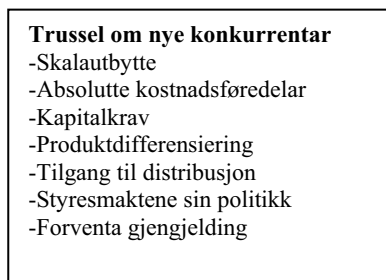 Trussel om nye konkurrentar
-Skalautbytte
-Absolutte kostnadsføredelar
-Kapitalkrav
-Produktdifferensiering
-Tilgang til distribusjon
-Styresmaktene sin politikk
-Forventa gjengjelding